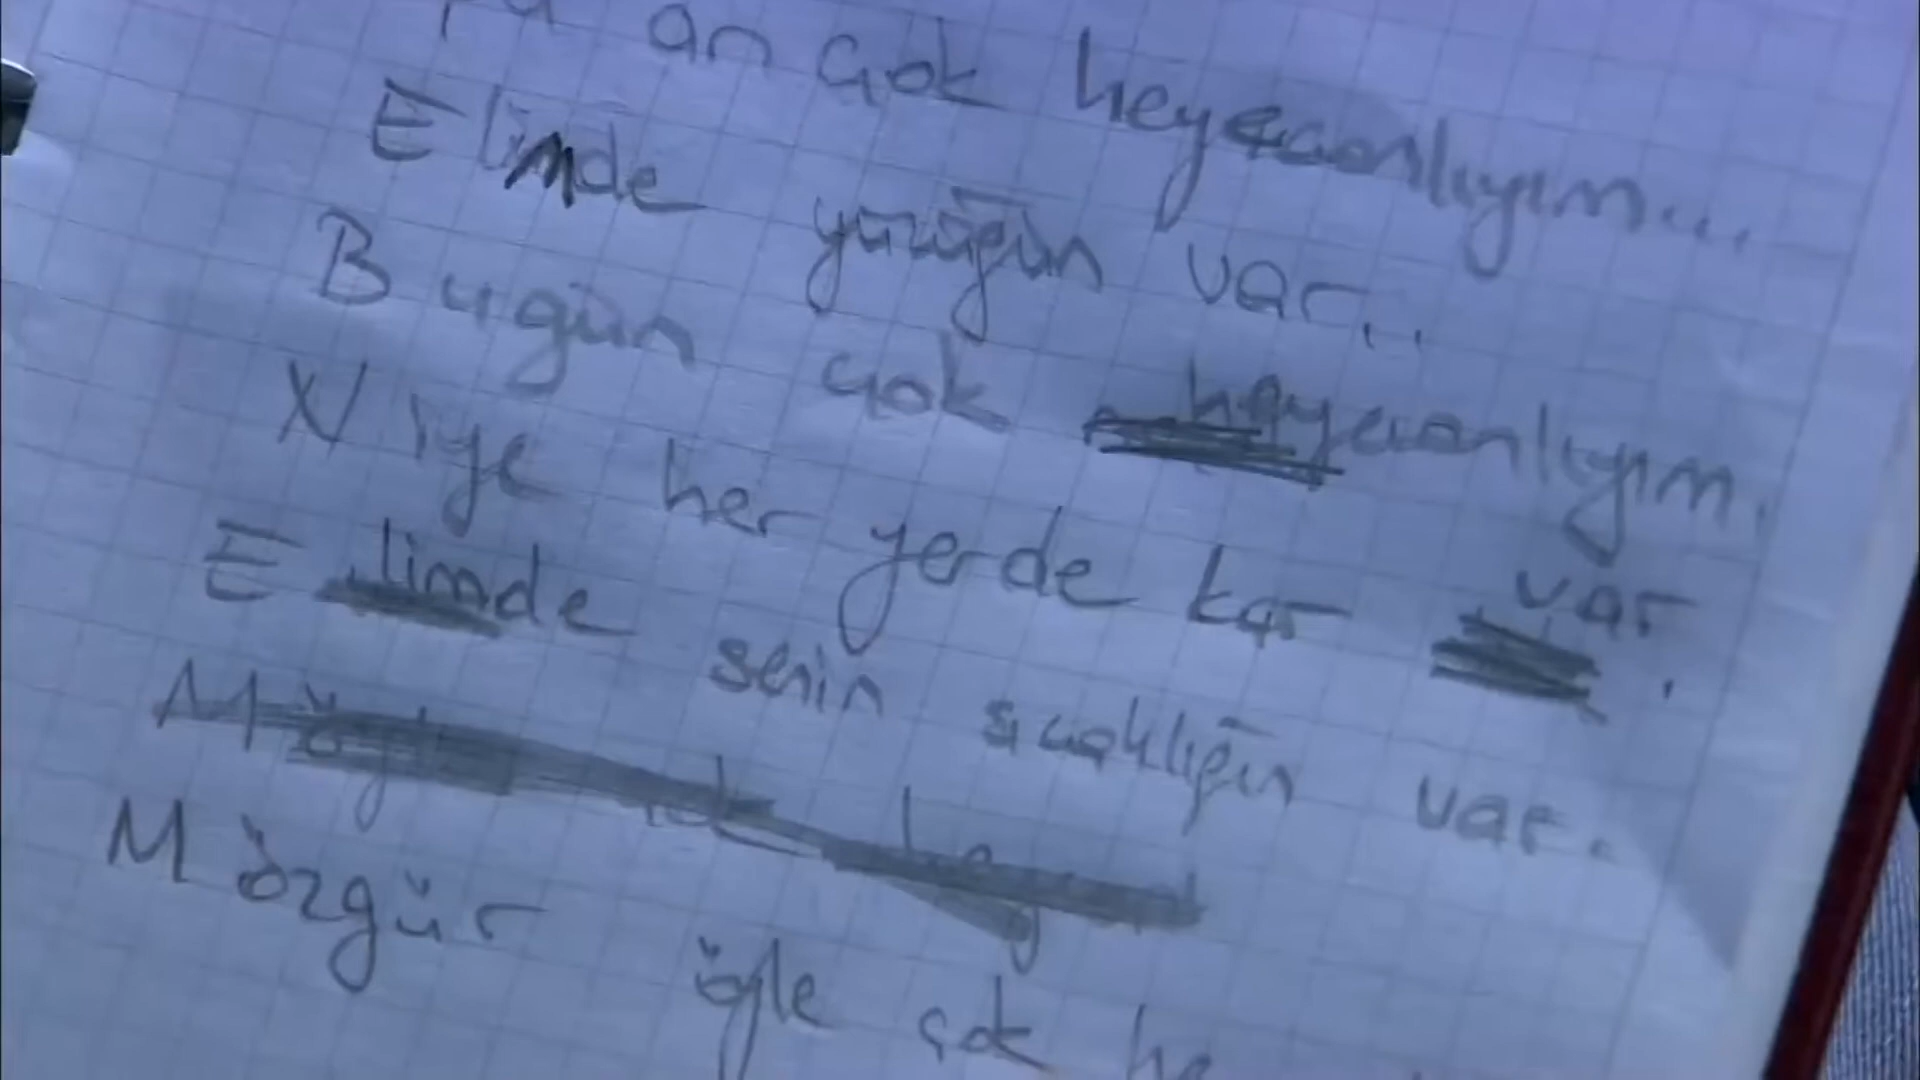 an çok heyecanlıyım...
Elimde yüzüğün var...
Bugün çok heyecanlıyım.
Niye her yerde kar var.
Elimde senin sıcaklığın var.
M özgür öyle çok